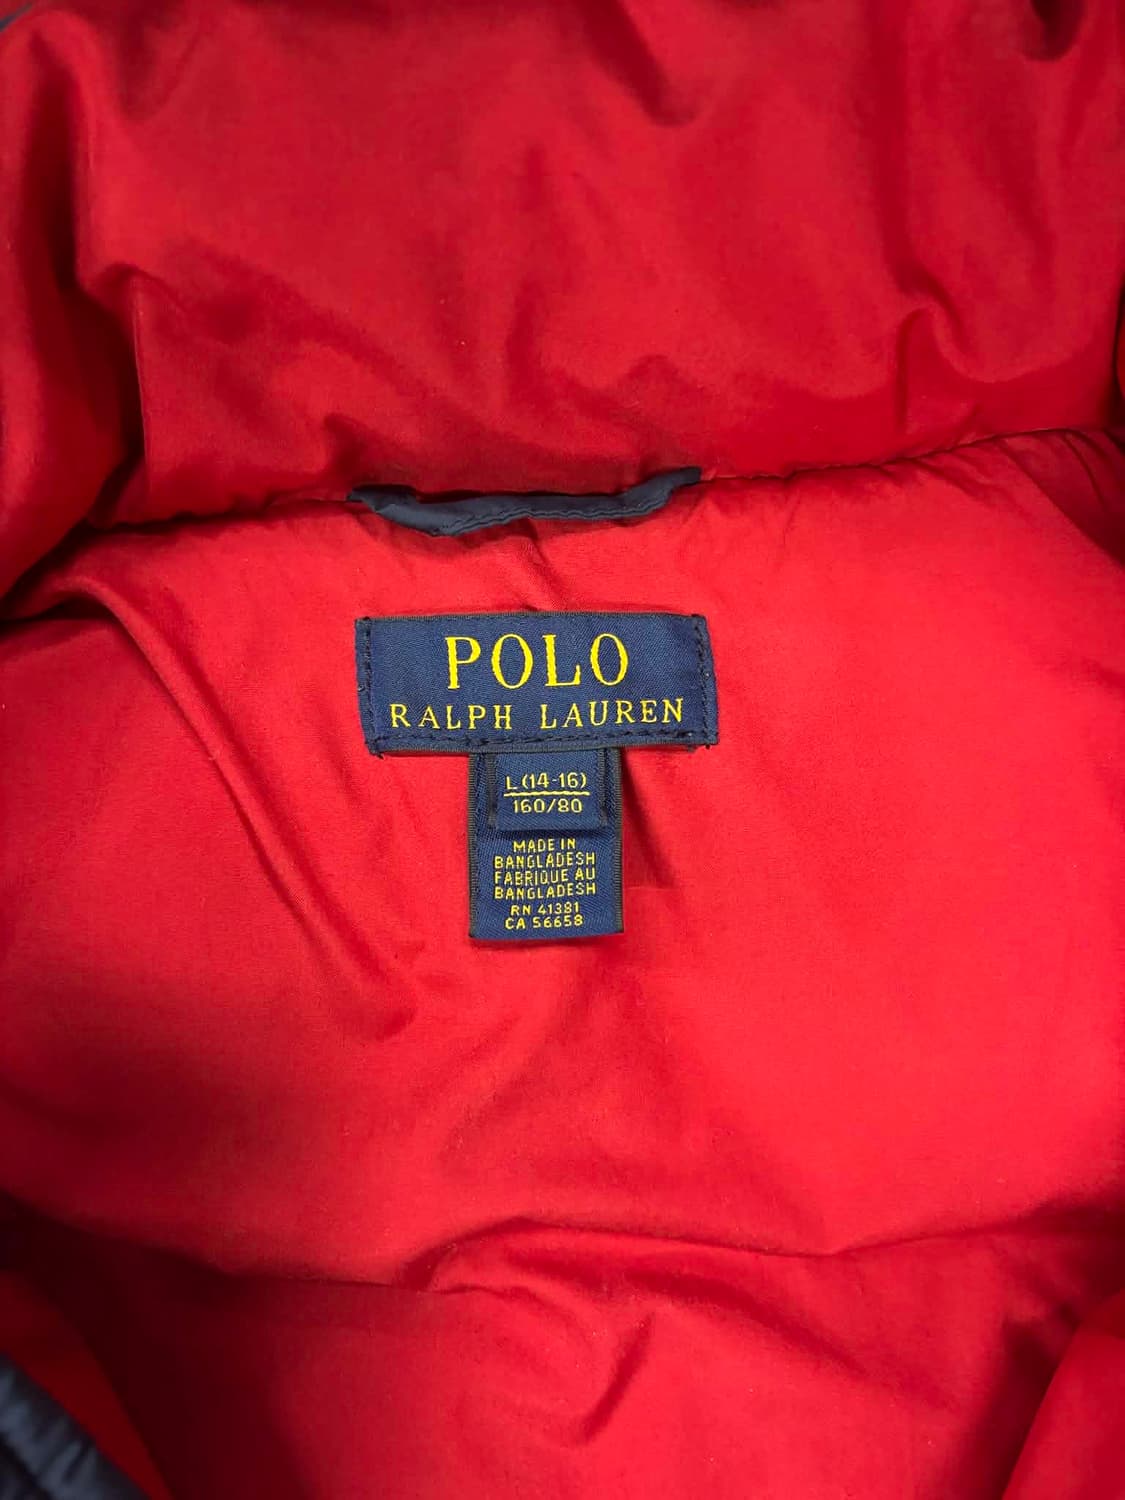 POLO
RALPH LAUREN
L (14-16)
160/80
MADE IN
BANGLADESH
FABRIQUE AU
BANGLADESH
RN 41381
CA 56658